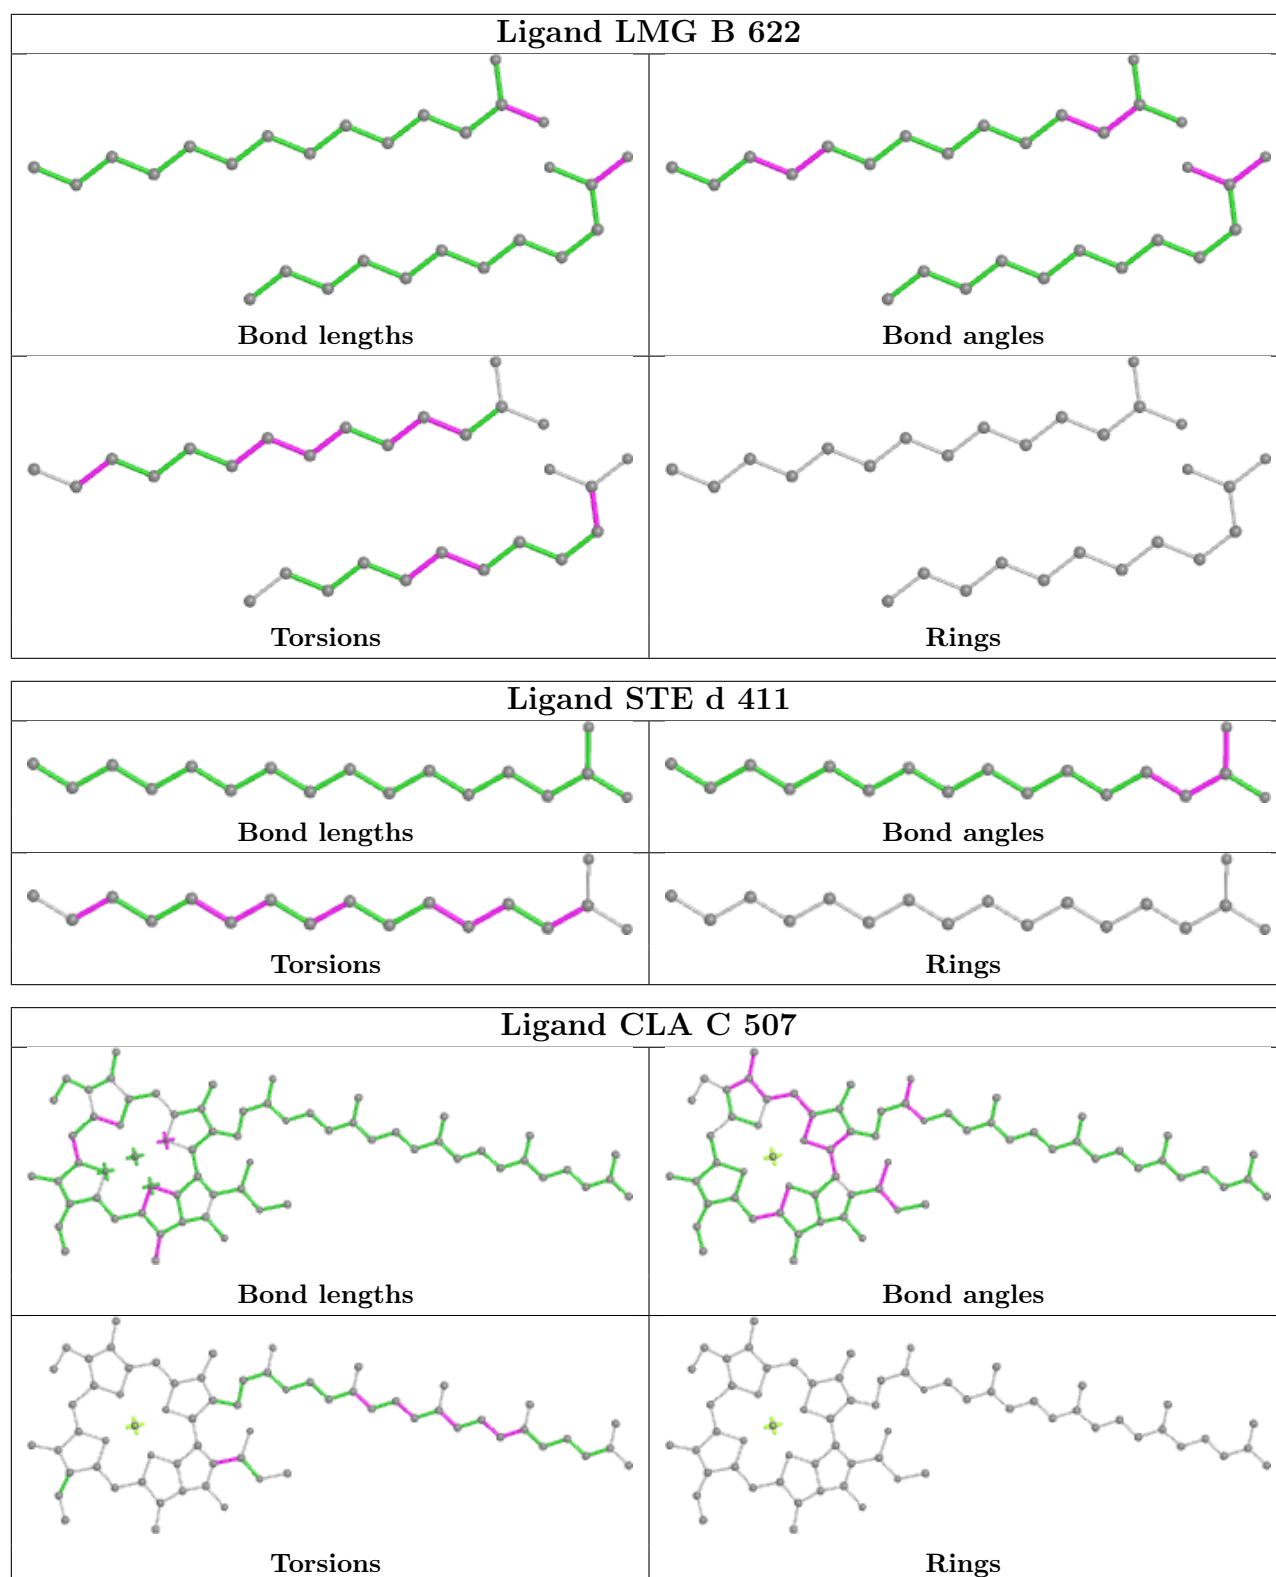 Ligand LMG B 622
Bond lengths
Bond angles
Torsions
Rings
Ligand STE d 411
Bond lengths
Bond angles
Torsions
Rings
Ligand CLA C 507
Bond lengths
Bond angles
Torsions
Rings